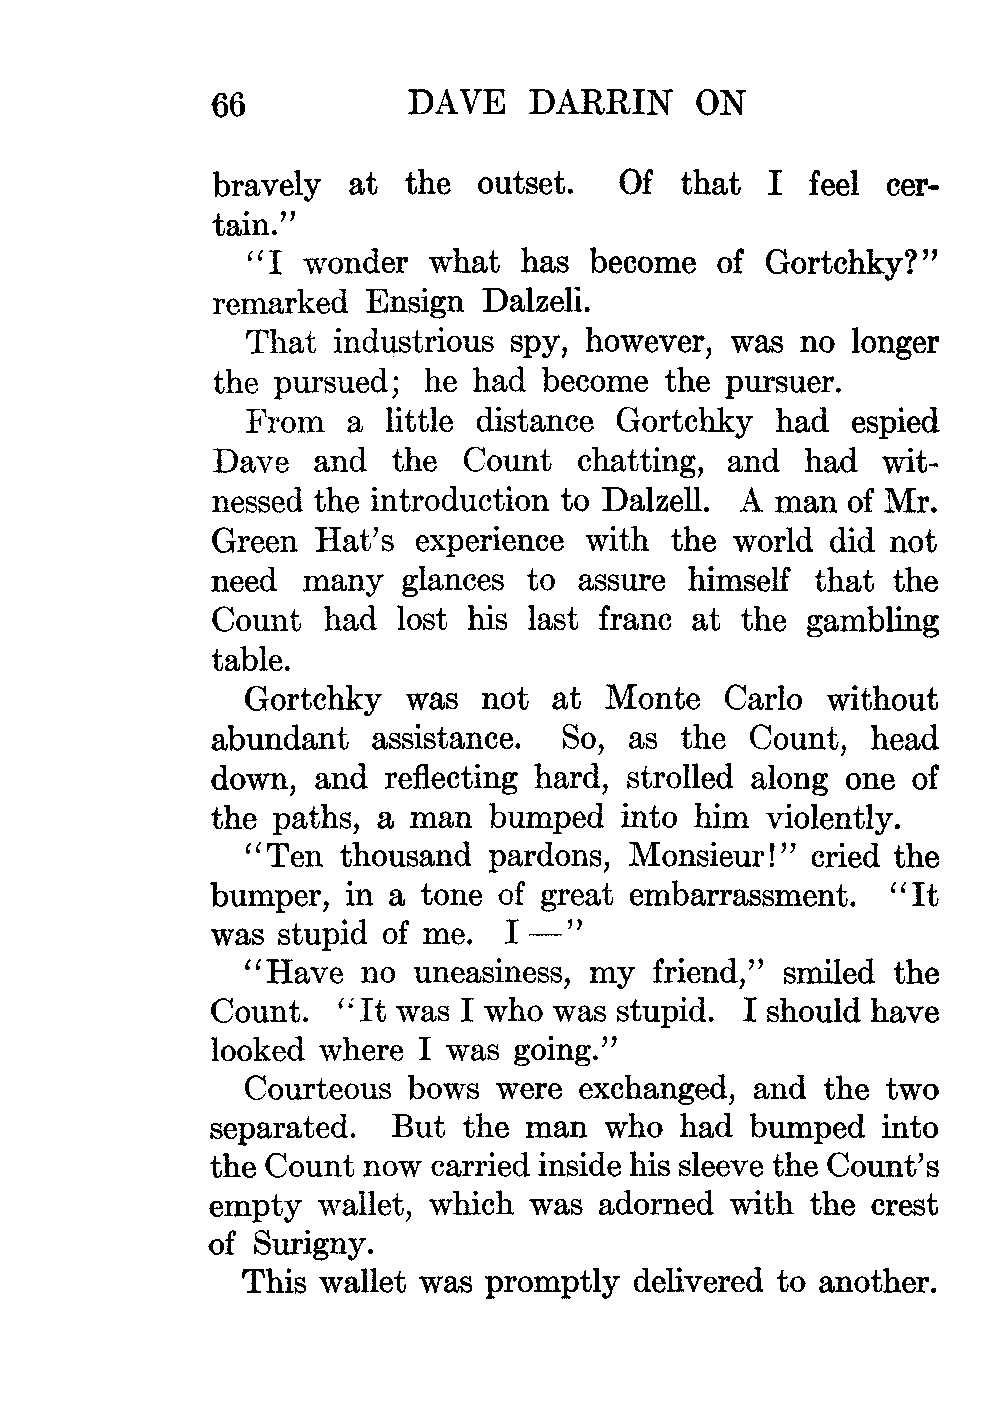 66 DAVE DARRIN ON
bravely at the outset. Of that I feel cer-
tain."
"I wonder what has become of Gortchky?"
remarked Ensign Dalzell.
That industrious spy, however, was no longer
the pursued; he had become the pursuer.
From a little distance Gortchky had espied
Dave and the Count chatting, and had wit-
nessed the introduction to Dalzell. A man of Mr.
Green Hat's experience with the world did not
need many glances to assure himself that the
Count had lost his last franc at the gambling
table.
Gortchky was not at Monte Carlo without
abundant assistance. So, as the Count, head
down, and reflecting hard, strolled along one of
the paths, a man bumped into him violently.
"Ten thousand pardons, Monsieur!" cried the
bumper, in a tone of great embarrassment. "It
was stupid of me. I —"
"Have no uneasiness, my friend," smiled the
Count. "It was I who was stupid. I should have
looked where I was going."
Courteous bows were exchanged, and the two
separated. But the man who had bumped into
the Count now carried inside his sleeve the Count's
empty wallet, which was adorned with the crest
of Surigny.
This wallet was promptly delivered to another.